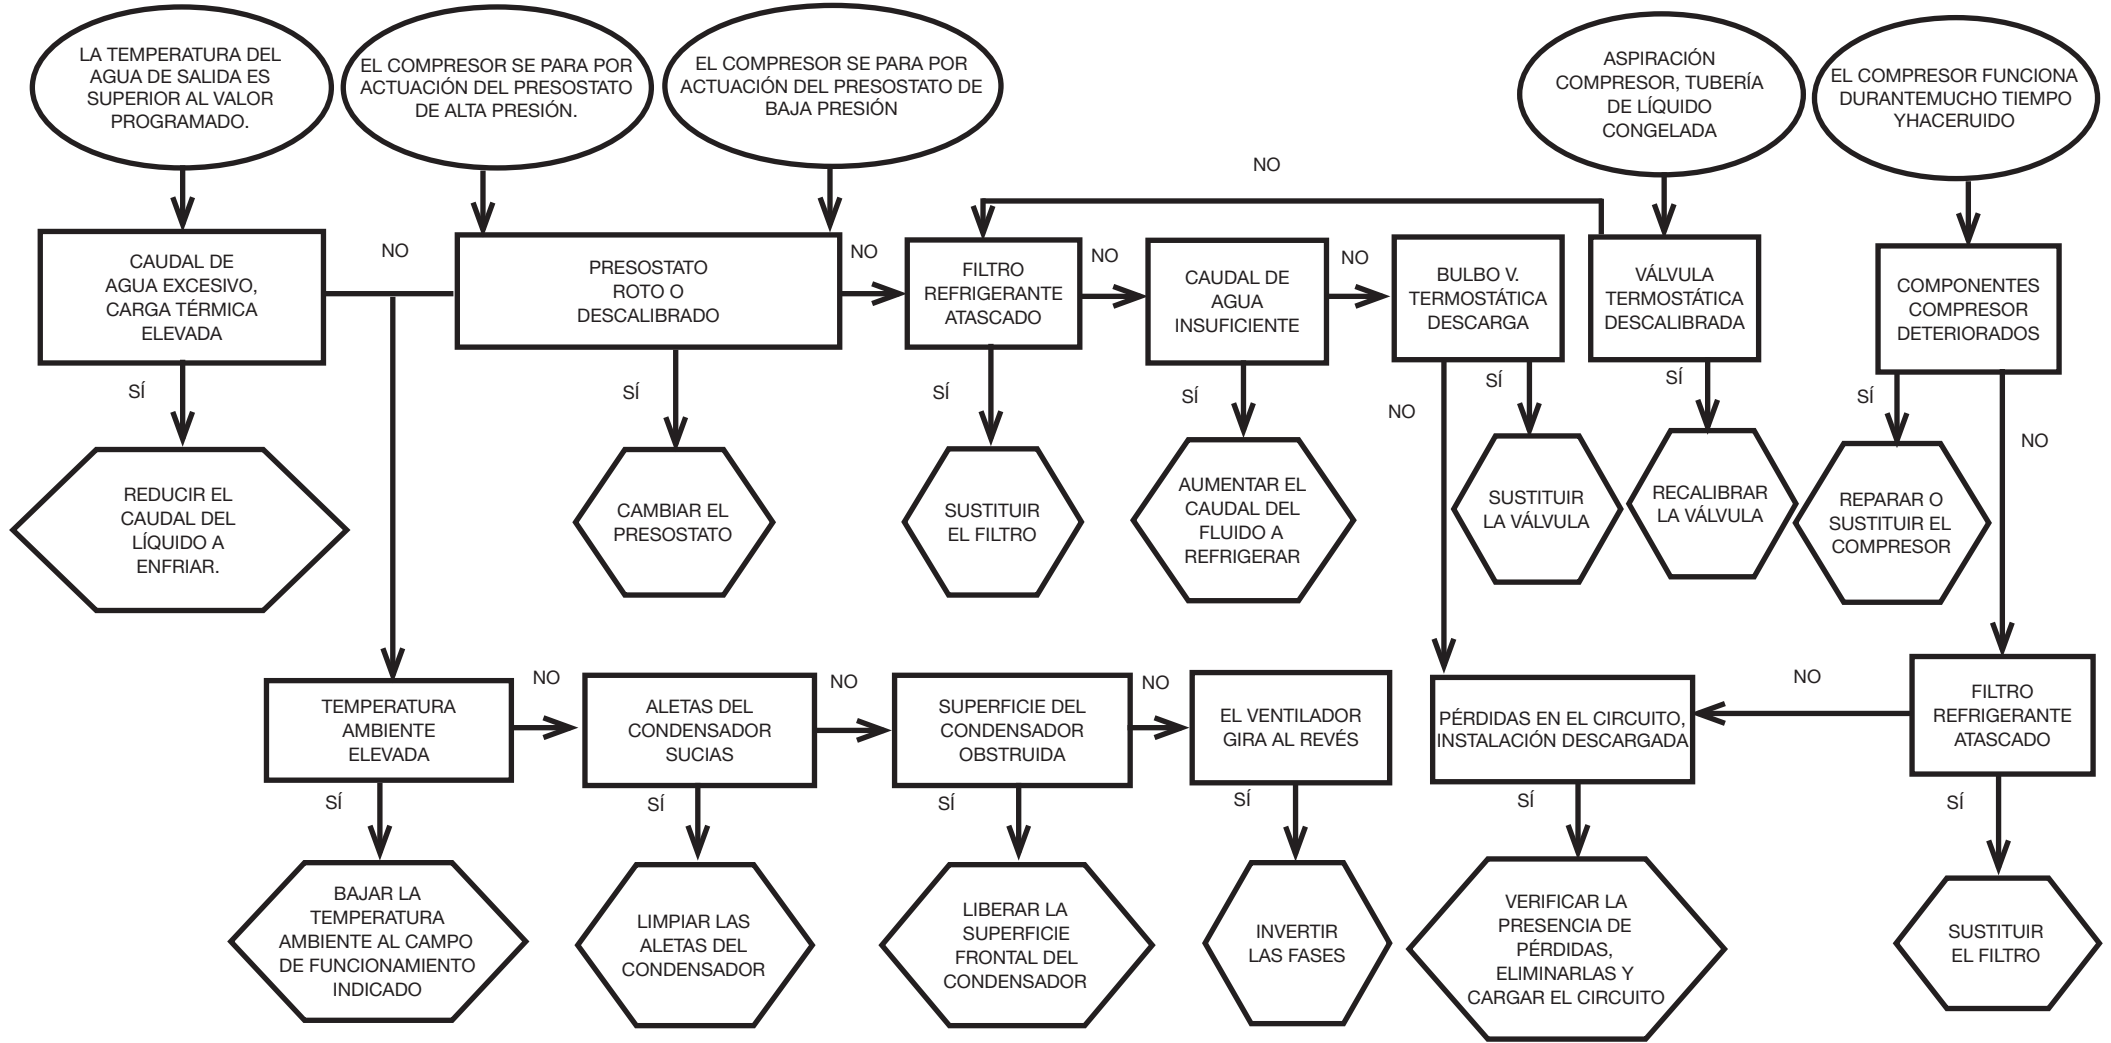 LA TEMPERATURA DEL
AGUA DE SALIDA ES
SUPERIOR AL VALOR
PROGRAMADO.
EL COMPRESOR SE PARA POR
ACTUACIÓN DEL PRESOSTATO
DE ALTA PRESIÓN.
EL COMPRESOR SE PARA POR
ACTUACIÓN DEL PRESOSTATO DE
BAJA PRESIÓN
ASPIRACIÓN
COMPRESOR, TUBERÍA
DE LÍQUIDO
CONGELADA
EL COMPRESOR FUNCIONA
DURANTEMUCHO TIEMPO
YHACERUIDO
NO
CAUDAL DE
AGUA EXCESIVO,
CARGA TÉRMICA
ELEVADA
NO
PRESOSTATO
ROTO O
DESCALIBRADO
NO
FILTRO
REFRIGERANTE
ATASCADO
NO
CAUDAL DE
AGUA
INSUFICIENTE
NO
BULBO V.
TERMOSTÁTICA
DESCARGA
VÁLVULA
TERMOSTÁTICA
DESCALIBRADA
COMPONENTES
COMPRESOR
DETERIORADOS
SÍ
SÍ
SÍ
SÍ
NO
SÍ
SÍ
SÍ
NO
REDUCIR EL
CAUDAL DEL
LÍQUIDO A
ENFRIAR.
CAMBIAR EL
PRESOSTATO
SUSTITUIR
EL FILTRO
AUMENTAR EL
CAUDAL DEL
FLUIDO A
REFRIGERAR
SUSTITUIR
LA VÁLVULA
RECALIBRAR
LA VÁLVULA
REPARAR O
SUSTITUIR EL
COMPRESOR
TEMPERATURA
AMBIENTE
ELEVADA
NO
ALETAS DEL
CONDENSADOR
SUCIAS
NO
SUPERFICIE DEL
CONDENSADOR
OBSTRUIDA
NO
EL VENTILADOR
GIRA AL REVÉS
PÉRDIDAS EN EL CIRCUITO,
INSTALACIÓN DESCARGADA
NO
FILTRO
REFRIGERANTE
ATASCADO
SÍ
SÍ
SÍ
SÍ
SÍ
SÍ
BAJAR LA
TEMPERATURA
AMBIENTE AL CAMPO
DE FUNCIONAMIENTO
INDICADO
LIMPIAR LAS
ALETAS DEL
CONDENSADOR
LIBERAR LA
SUPERFICIE
FRONTAL DEL
CONDENSADOR
INVERTIR
LAS FASES
VERIFICAR LA
PRESENCIA DE
PÉRDIDAS,
ELIMINARLAS Y
CARGAR EL CIRCUITO
SUSTITUIR
EL FILTRO